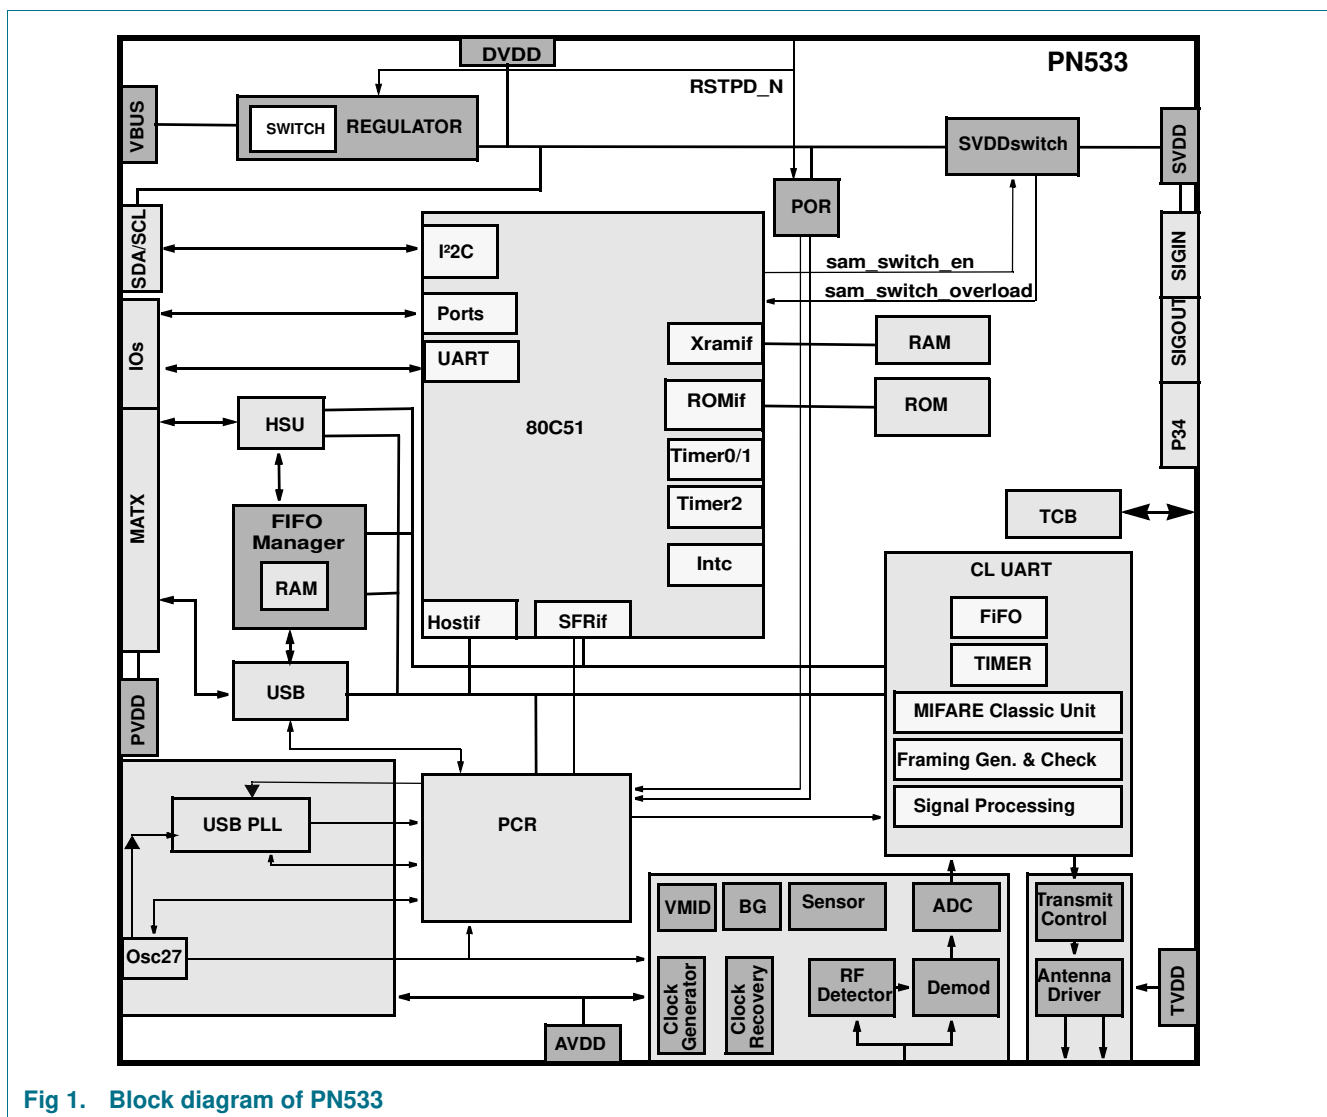 DVDD
PN533
RSTPD_N
VBUS
SWITCH
REGULATOR
SVDDswitch
SVDD
POR
SDA/SCL
I²2C
sam_switch_en
SIGIN
sam_switch_overload
Ports
IOs
UART
Xramif
RAM
SIGOUT
HSU
80C51
ROMif
ROM
P34
Timer0/1
MATX
FIFO
Manager
RAM
Timer2
TCB
Intc
CL UART
Hostif
SFRif
FiFO
TIMER
USB
MIFARE Classic Unit
PVDD
Framing Gen. & Check
USB PLL
PCR
Signal Processing
VMID
BG
Sensor
ADC
Transmit
Control
Osc27
Clock
Generator
Clock
Recovery
RF
Detector
Demod
Antenna
Driver
TVDD
AVDD
Fig 1. Block diagram of PN533